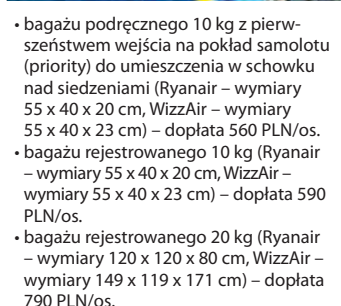 • bagażu podręcznego 10 kg z pierw-
szeństwem wejścia na pokład samolotu
(priority) do umieszczenia w schowku
nad siedzeniami (Ryanair – wymiary
55 x 40 x 20 cm, WizzAir – wymiary
55 x 40 x 23 cm) – dopłata 560 PLN/os.
• bagażu rejestrowanego 10 kg (Ryanair
– wymiary 55 x 40 x 20 cm, WizzAir –
wymiary 55 x 40 x 23 cm) – dopłata 590
PLN/os.
• bagażu rejestrowanego 20 kg (Ryanair
– wymiary 120 x 120 x 80 cm, WizzAir –
wymiary 149 x 119 x 171 cm) – dopłata
790 PLN/os.